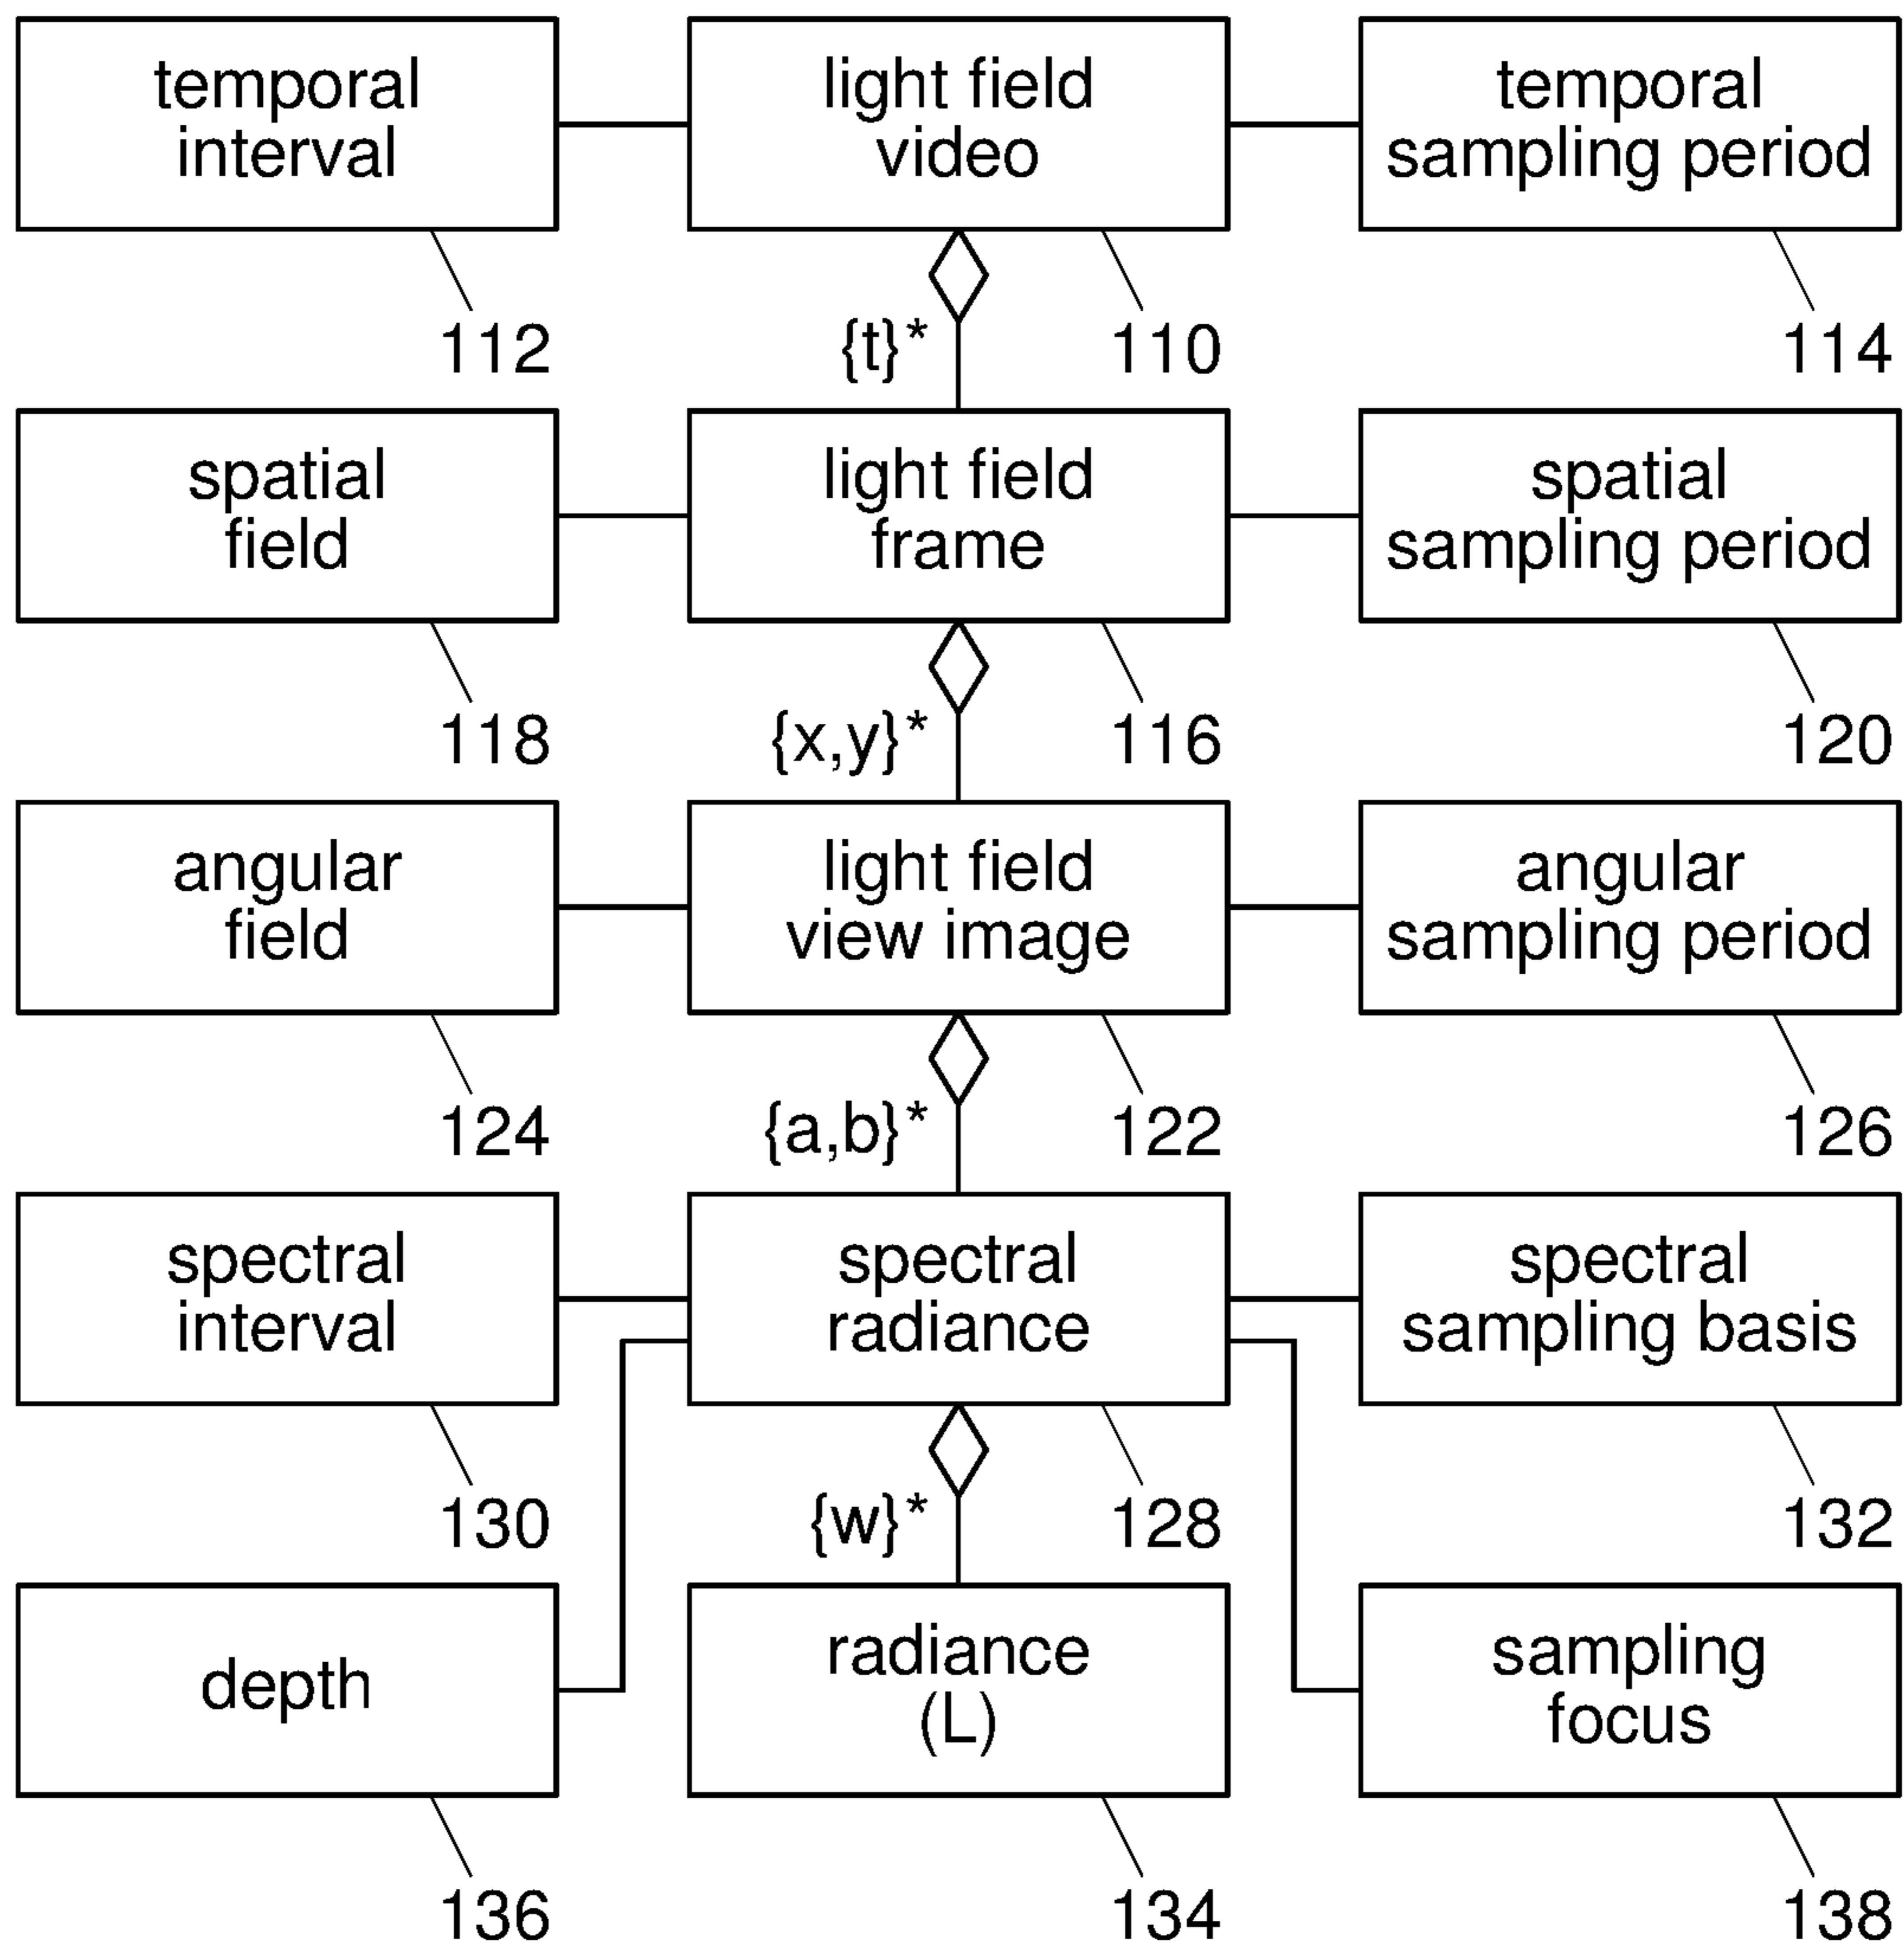 temporal
interval
light field
video
temporal
sampling period
112
{t}*
110
114
spatial
field
light field
frame
spatial
sampling period
118
{x,y}*
116
120
angular
field
light field
view image
angular
sampling period
124
{a,b}*
122
126
spectral
interval
spectral
radiance
spectral
sampling basis
130
{w}*
128
132
depth
radiance
(L)
sampling
focus
136
134
138